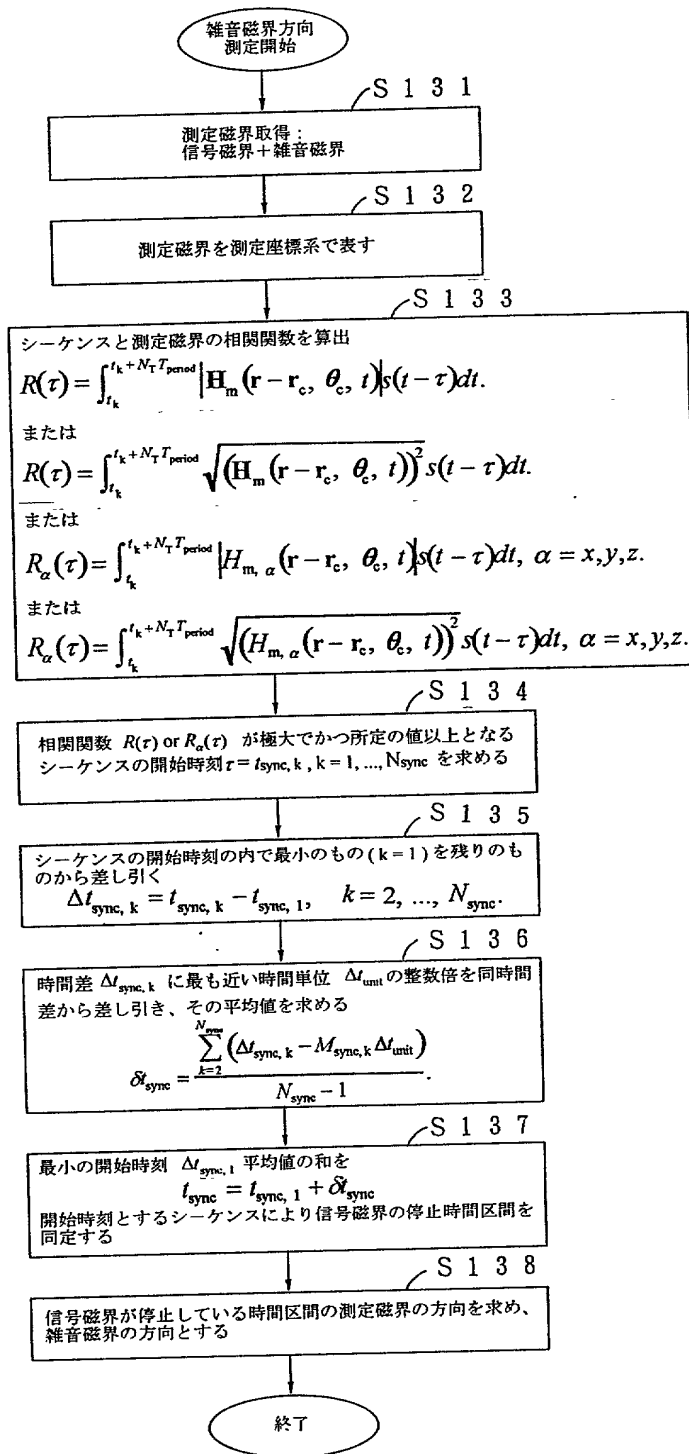 雑音磁界方向
測定開始
S131
測定磁界取得：
信号磁界＋雑音磁界
S132
測定磁界を測定座標系で表す
S133
シーケンスと測定磁界の相関関数を算出
R(τ) = ∫_{t_k}^{t_k + N_T T_period} |H_m(r − r_c, θ_c, t)| s(t − τ)dt.
または
R(τ) = ∫_{t_k}^{t_k + N_T T_period} √((H_m(r − r_c, θ_c, t))^2) s(t − τ)dt.
または
R_α(τ) = ∫_{t_k}^{t_k + N_T T_period} |H_{m, α}(r − r_c, θ_c, t)| s(t − τ)dt, α = x,y,z.
または
R_α(τ) = ∫_{t_k}^{t_k + N_T T_period} √((H_{m, α}(r − r_c, θ_c, t))^2) s(t − τ)dt, α = x,y,z.
S134
相関関数 R(τ) or R_α(τ) が極大でかつ所定の値以上となる
シーケンスの開始時刻 τ = t_{sync, k} , k = 1, ..., N_sync を求める
S135
シーケンスの開始時刻の内で最小のもの ( k = 1 ) を残りのも
のから差し引く
Δt_{sync, k} = t_{sync, k} − t_{sync, 1}, k = 2, ..., N_sync.
S136
時間差 Δt_{sync, k} に最も近い時間単位 Δt_unit の整数倍を同時間
差から差し引き、その平均値を求める
δt_sync = Σ_{k=2}^{N_sync} (Δt_{sync, k} − M_{sync, k} Δt_unit) / (N_sync − 1).
S137
最小の開始時刻 Δt_{sync, 1} 平均値の和を
t_sync = t_{sync, 1} + δt_sync
開始時刻とするシーケンスにより信号磁界の停止時間区間を
同定する
S138
信号磁界が停止している時間区間の測定磁界の方向を求め、
雑音磁界の方向とする
終了